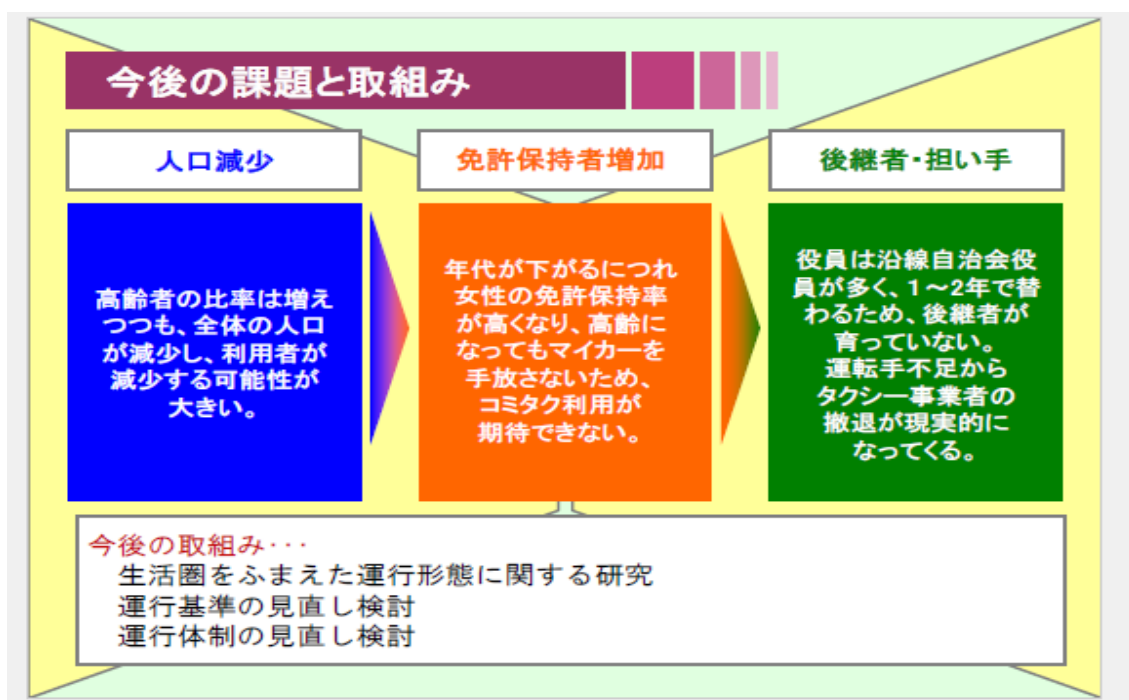 今後の課題と取組み
人口減少
免許保持者増加
後継者・担い手
高齢者の比率は増え
つつも、全体の人口
が減少し、利用者が
減少する可能性が
大きい。
年代が下がるにつれ
女性の免許保持率
が高くなり、高齢に
なってもマイカーを
手放さないため、
コミタク利用が
期待できない。
役員は沿線自治会役
員が多く、1～2年で替
わるため、後継者が
育っていない。
運転手不足から
タクシー事業者の
撤退が現実的に
なってくる。
今後の取組み･･･
生活圏をふまえた運行形態に関する研究
運行基準の見直し検討
運行体制の見直し検討